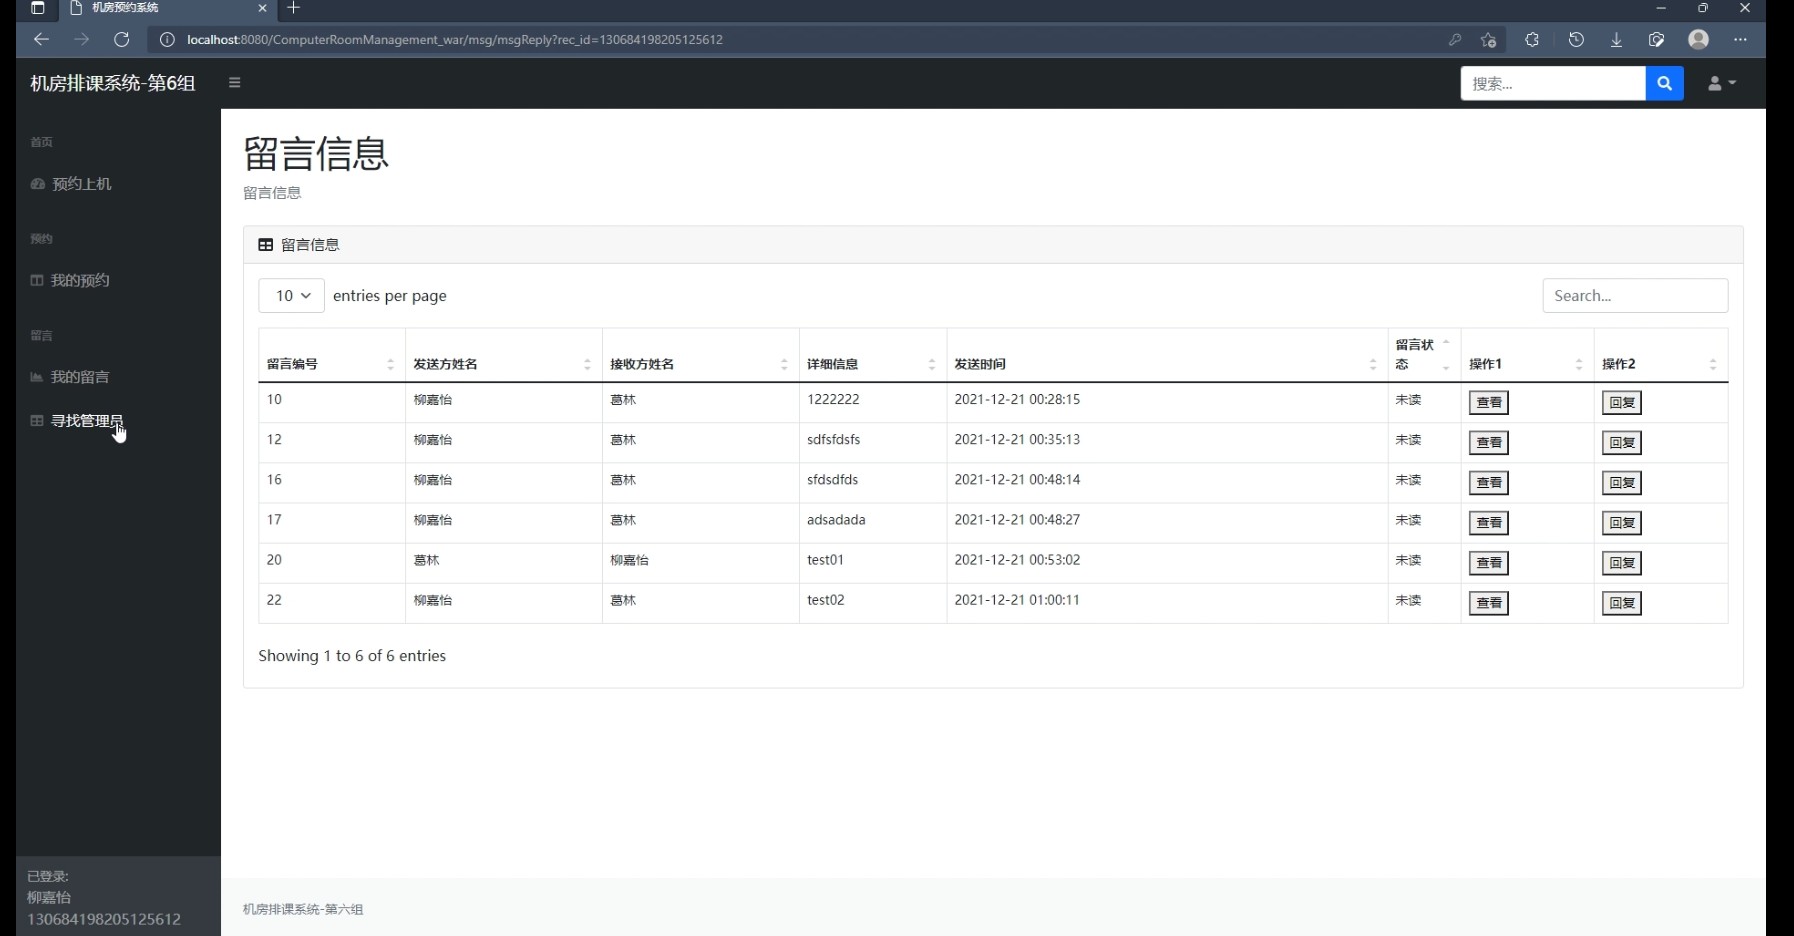 机房预约系统
localhost:8080/ComputerRoomManagement_war/msg/msgReply?rec_id=130684198205125612
机房排课系统-第6组
搜索...
首页
预约上机
预约
我的预约
留言
我的留言
寻找管理员
已登录:
柳嘉怡
130684198205125612
留言信息
留言信息
留言信息
10 entries per page
Search...
留言编号 发送方姓名 接收方姓名 详细信息 发送时间 留言状态 操作1 操作2
10 柳嘉怡 葛林 1222222 2021-12-21 00:28:15 未读 查看 回复
12 柳嘉怡 葛林 sdfsfdsfs 2021-12-21 00:35:13 未读 查看 回复
16 柳嘉怡 葛林 sfdsdfds 2021-12-21 00:48:14 未读 查看 回复
17 柳嘉怡 葛林 adsadada 2021-12-21 00:48:27 未读 查看 回复
20 葛林 柳嘉怡 test01 2021-12-21 00:53:02 未读 查看 回复
22 柳嘉怡 葛林 test02 2021-12-21 01:00:11 未读 查看 回复
Showing 1 to 6 of 6 entries
机房排课系统-第六组